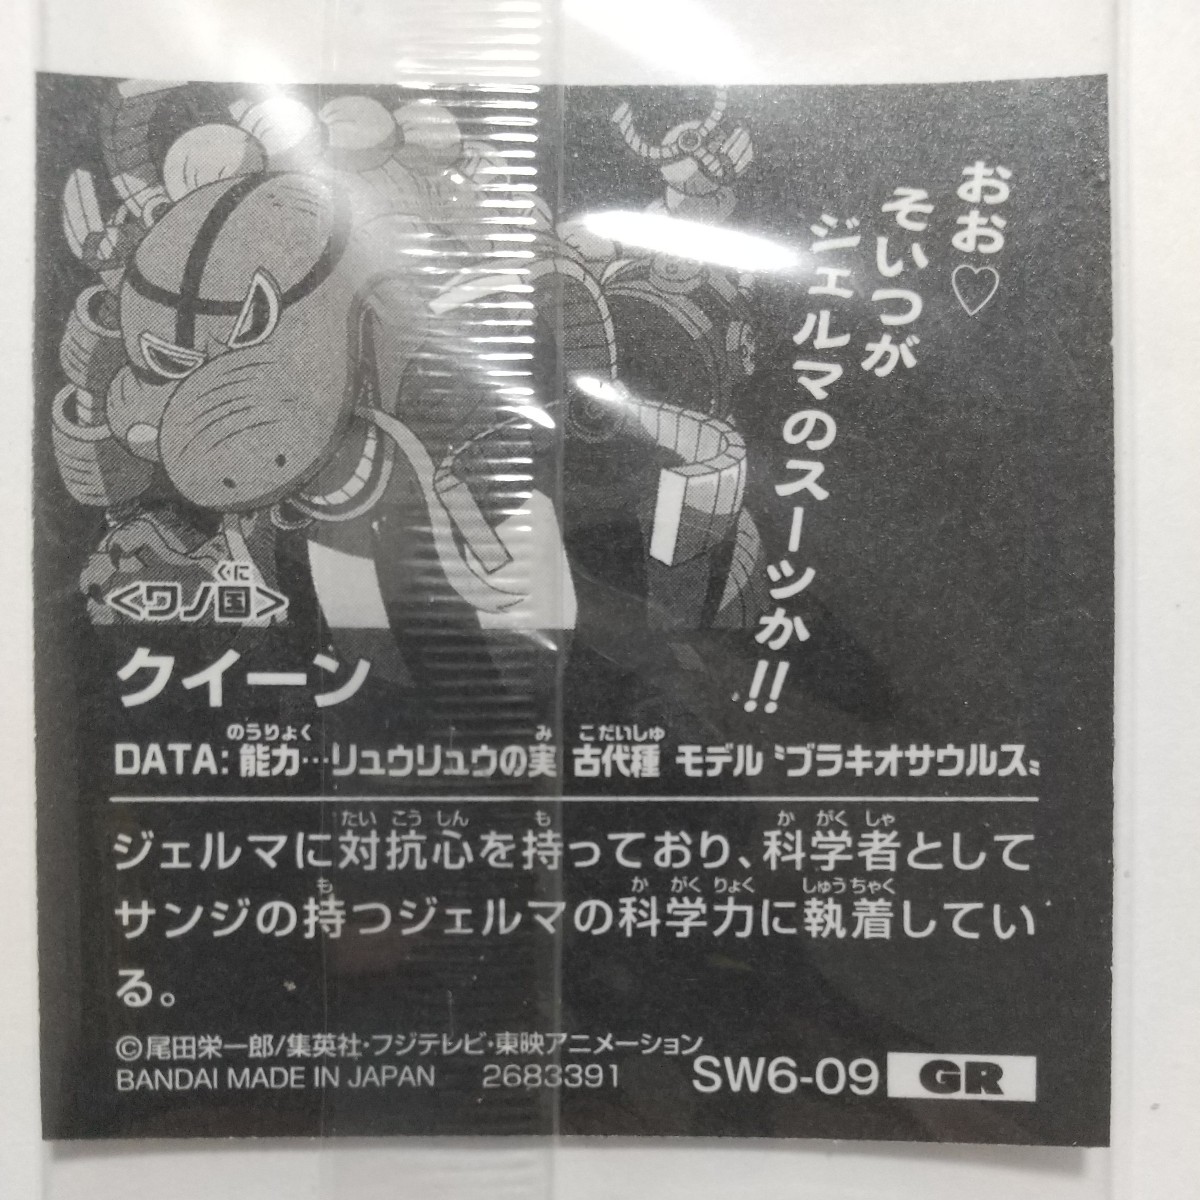 おお♡
そいつが
ジェルマのスーツか!!
くに
<ワノ国>
クイーン
のうりょく み こだいしゅ
DATA: 能力…リュウリュウの実 古代種 モデル〝ブラキオサウルス〟
たい こう しん も か がく しゃ
ジェルマに対抗心を持っており、科学者として
も か がく りょく しゅう ちゃく
サンジの持つジェルマの科学力に執着してい
る。
©尾田栄一郎/集英社・フジテレビ・東映アニメーション
BANDAI MADE IN JAPAN 2683391 SW6-09 GR